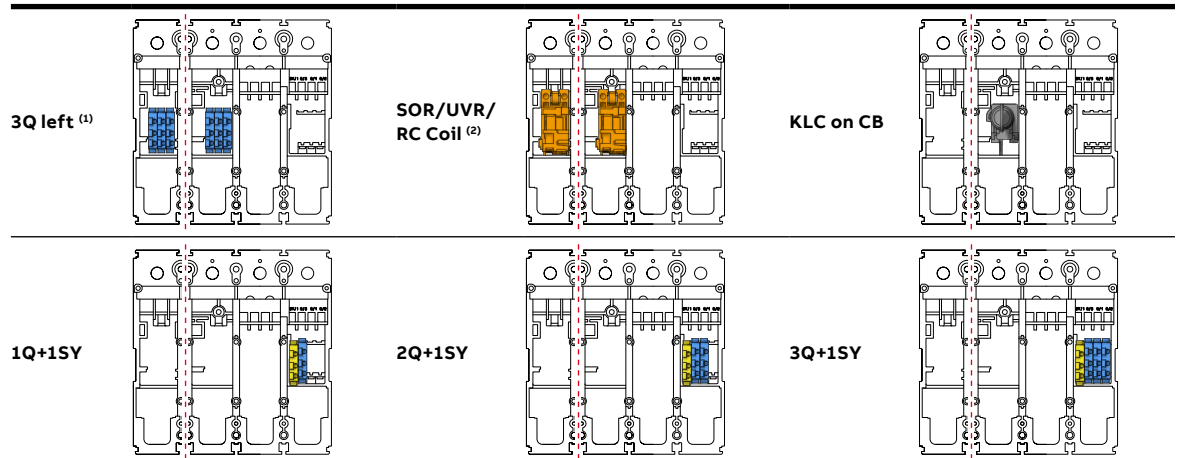 3Q left (1)
SOR/UVR/
RC Coil (2)
KLC on CB
1Q+1SY
2Q+1SY
3Q+1SY